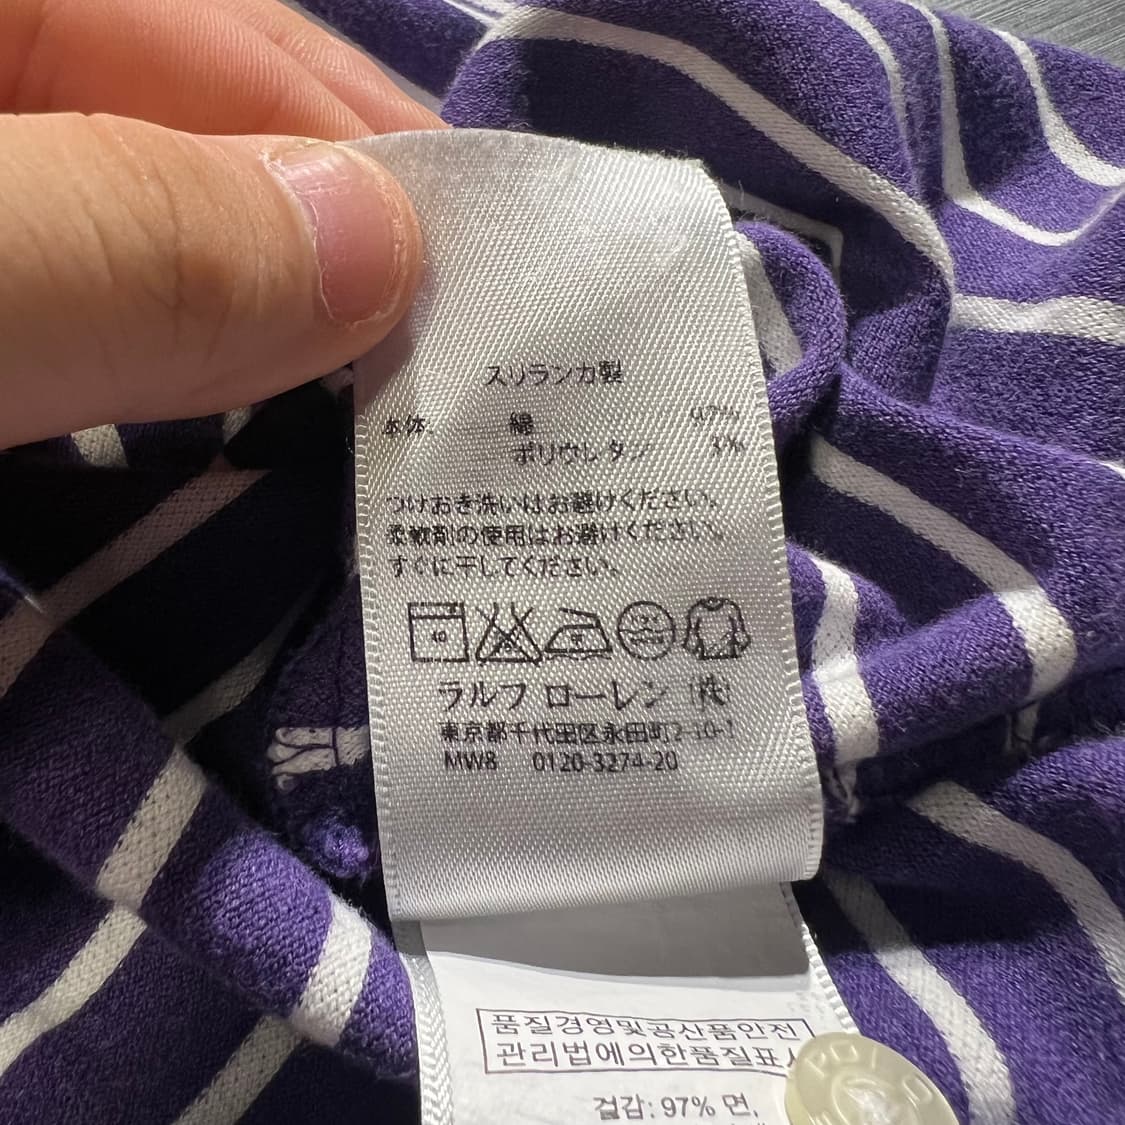 スリランカ製
本体 綿 97%
ポリウレタン 3%
つけおき洗いはお避けください。
柔軟剤の使用はお避けください。
すぐに干してください。
40
ラルフ ローレン (株)
東京都千代田区永田町2-10-1
MW8 0120-3274-20
품질경영및공산품안전
관리법에의한품질표시
겉감: 97% 면,
POLO